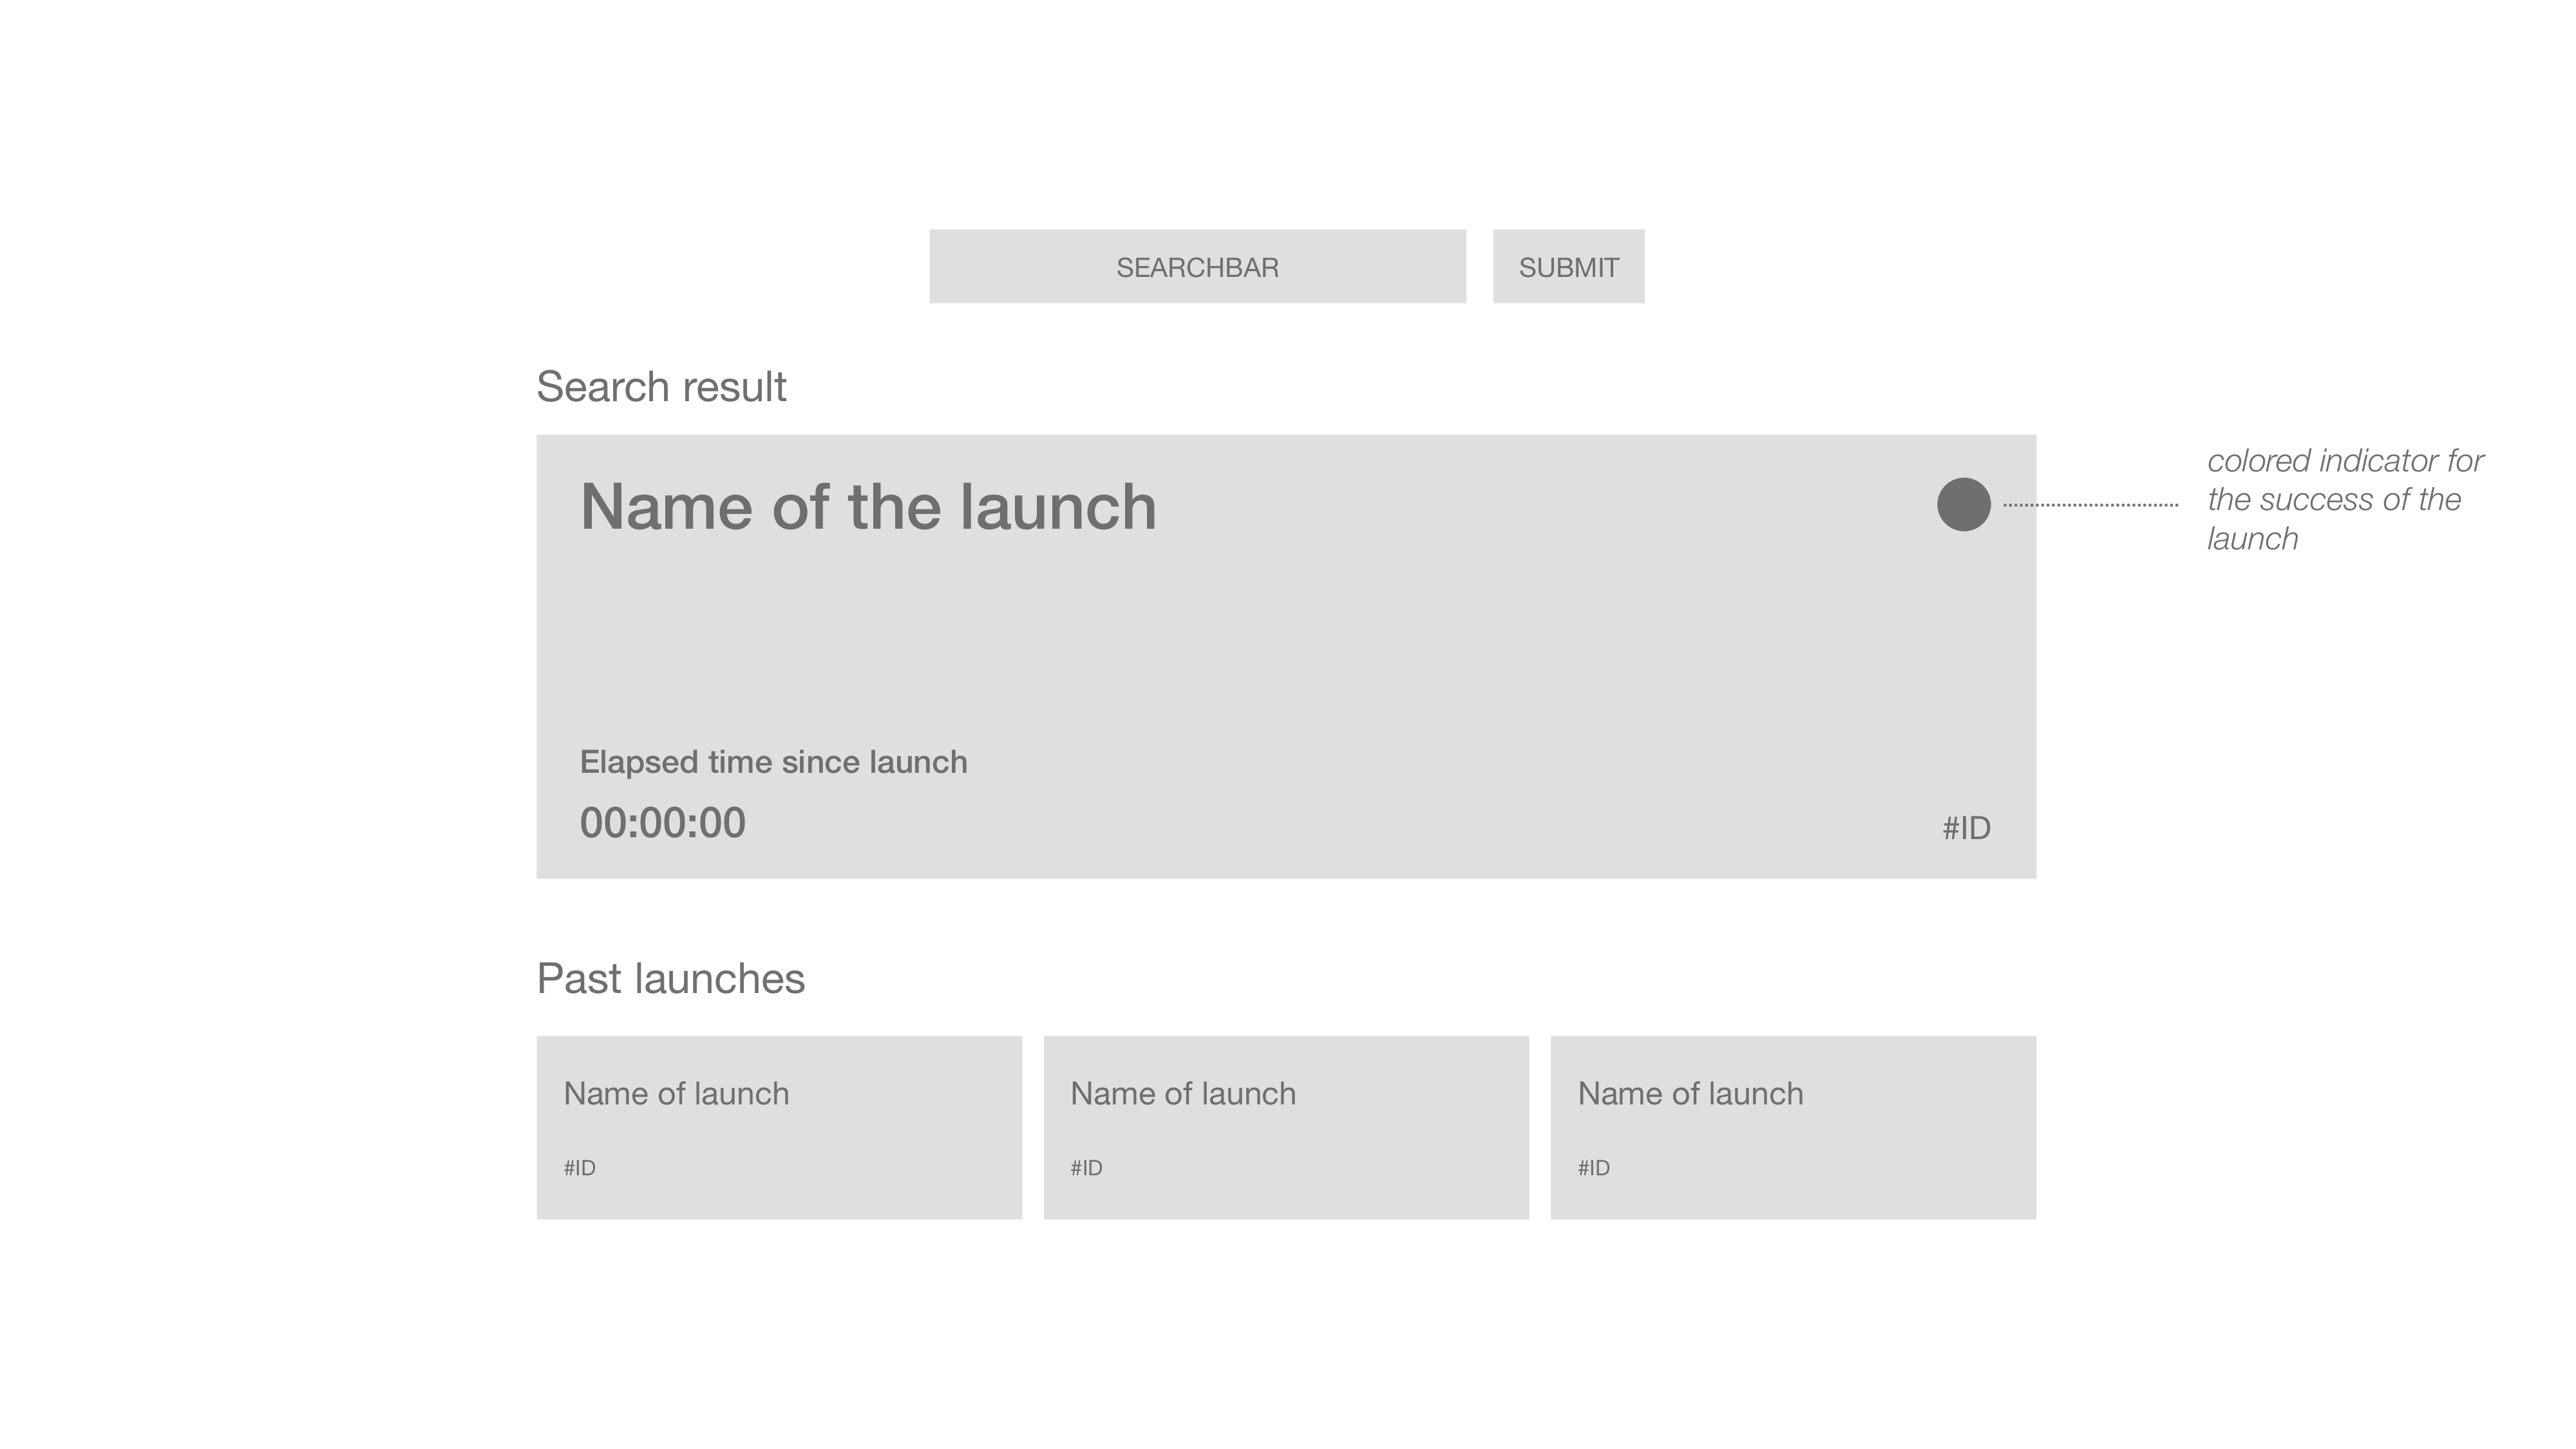 SEARCHBAR
SUBMIT
Search result
Name of the launch
colored indicator for
the success of the
launch
Elapsed time since launch
00:00:00
#ID
Past launches
Name of launch
#ID
Name of launch
#ID
Name of launch
#ID